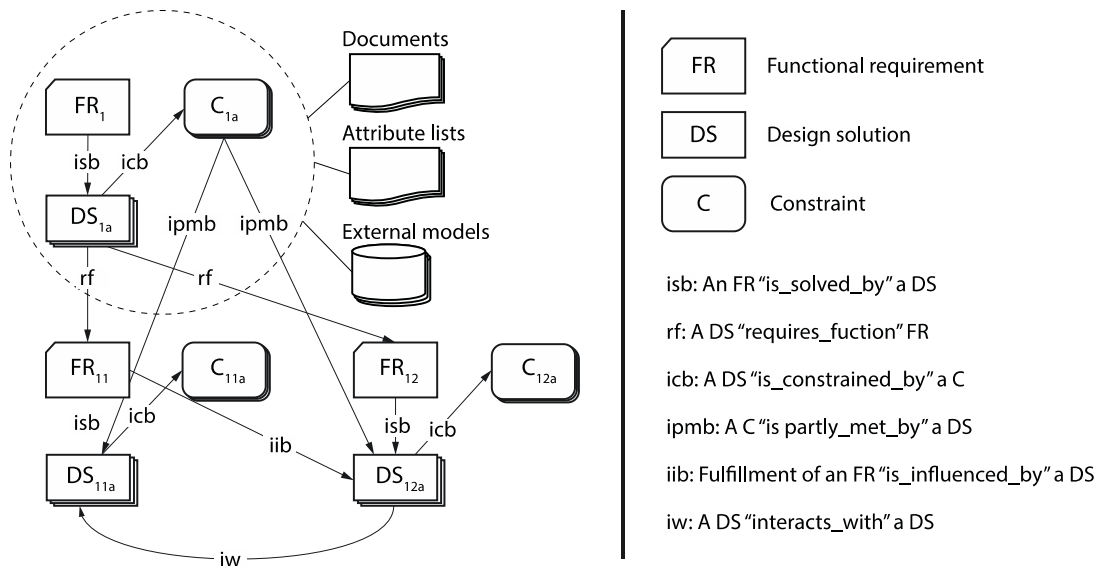 Documents
FR1
C1a
isb
icb
Attribute lists
DS1a
ipmb
ipmb
External models
rf
rf
FR11
C11a
FR12
C12a
isb
icb
iib
isb
icb
DS11a
DS12a
iw
FR Functional requirement
DS Design solution
C Constraint
isb: An FR “is_solved_by” a DS
rf: A DS “requires_fuction” FR
icb: A DS “is_constrained_by” a C
ipmb: A C “is partly_met_by” a DS
iib: Fulfillment of an FR “is_influenced_by” a DS
iw: A DS “interacts_with” a DS